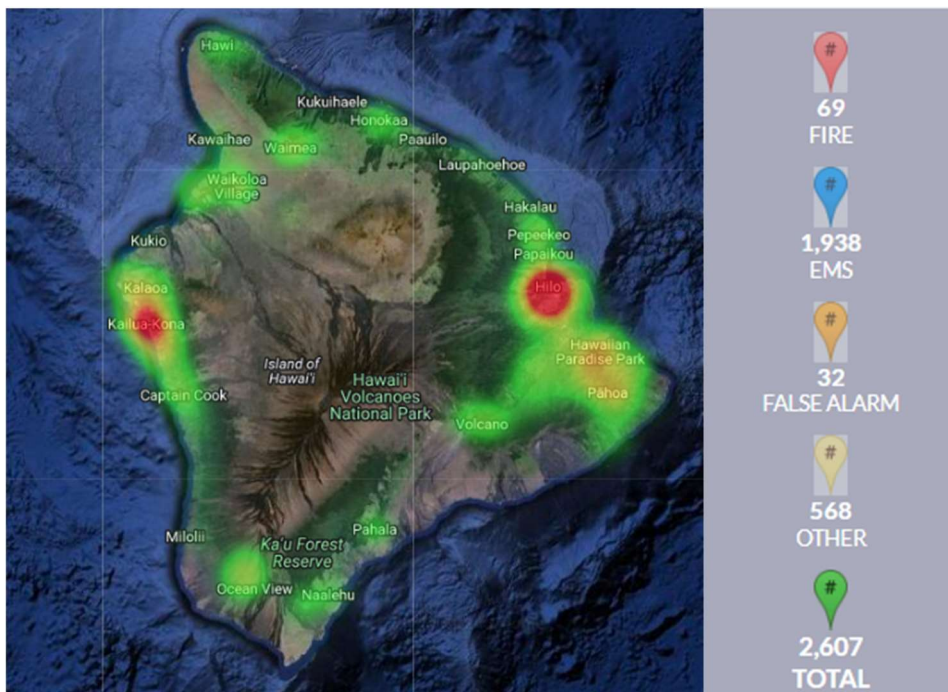 Hawi
Kukuihaele
Honokaa
Kawaihae
Waimea
Paauilo
Laupahoehoe
Waikoloa
Village
Hakalau
Kukio
Pepeekeo
Papaikou
Kalaoa
Hilo
Kailua-Kona
Hawaiian
Paradise Park
Island of
Hawai'i
Hawai'i
Volcanoes
National Park
Captain Cook
Pāhoa
Volcano
Milolii
Pahala
Ka'u Forest
Reserve
Ocean View
Naalehu
#
69
FIRE
#
1,938
EMS
#
32
FALSE ALARM
#
568
OTHER
#
2,607
TOTAL